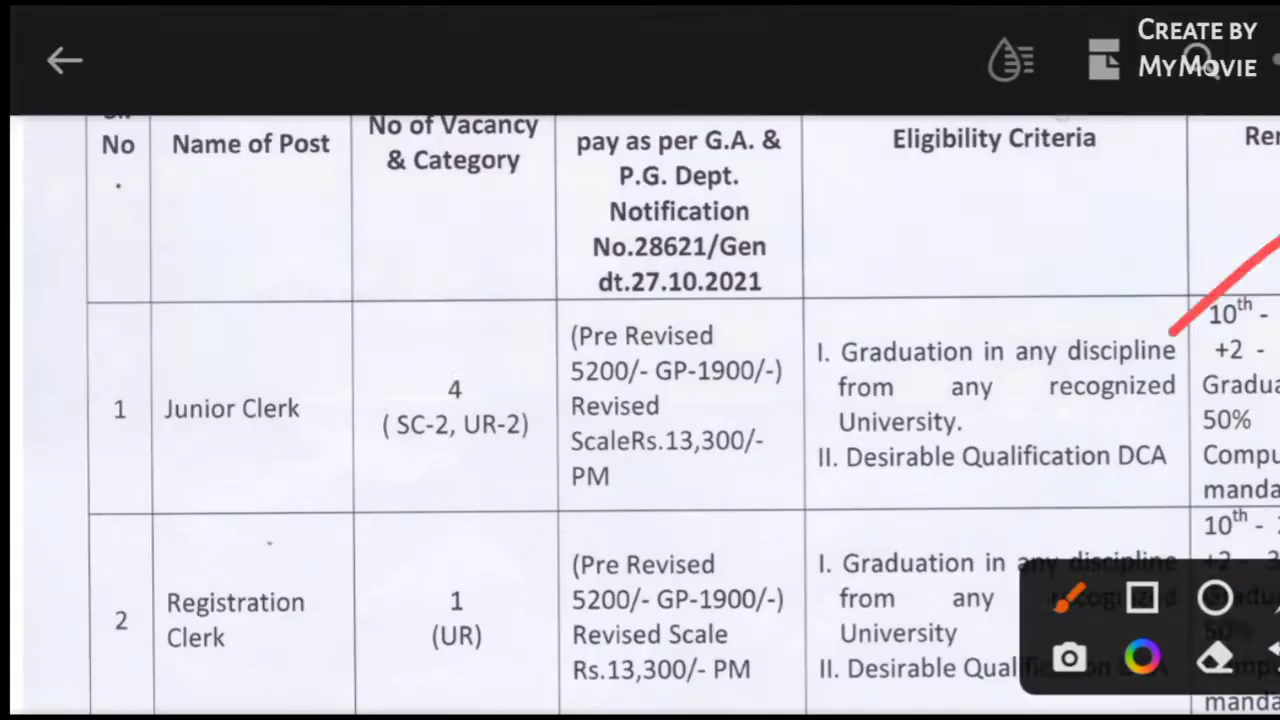 CREATE BY
MYMOVIE
No
Name of Post
No of Vacancy
& Category
pay as per G.A. &
P.G. Dept.
Notification
No.28621/Gen
dt.27.10.2021
Eligibility Criteria
1
Junior Clerk
4
( SC-2, UR-2)
(Pre Revised
5200/- GP-1900/-)
Revised
ScaleRs.13,300/-
PM
I. Graduation in any discipline
from any recognized
University.
II. Desirable Qualification DCA
10th -
+2 -
50%
2
Registration
Clerk
1
(UR)
(Pre Revised
5200/- GP-1900/-)
Revised Scale
Rs.13,300/- PM
I. Graduation in any discipline
from any recognized
University
II. Desirable Qualification
10th -